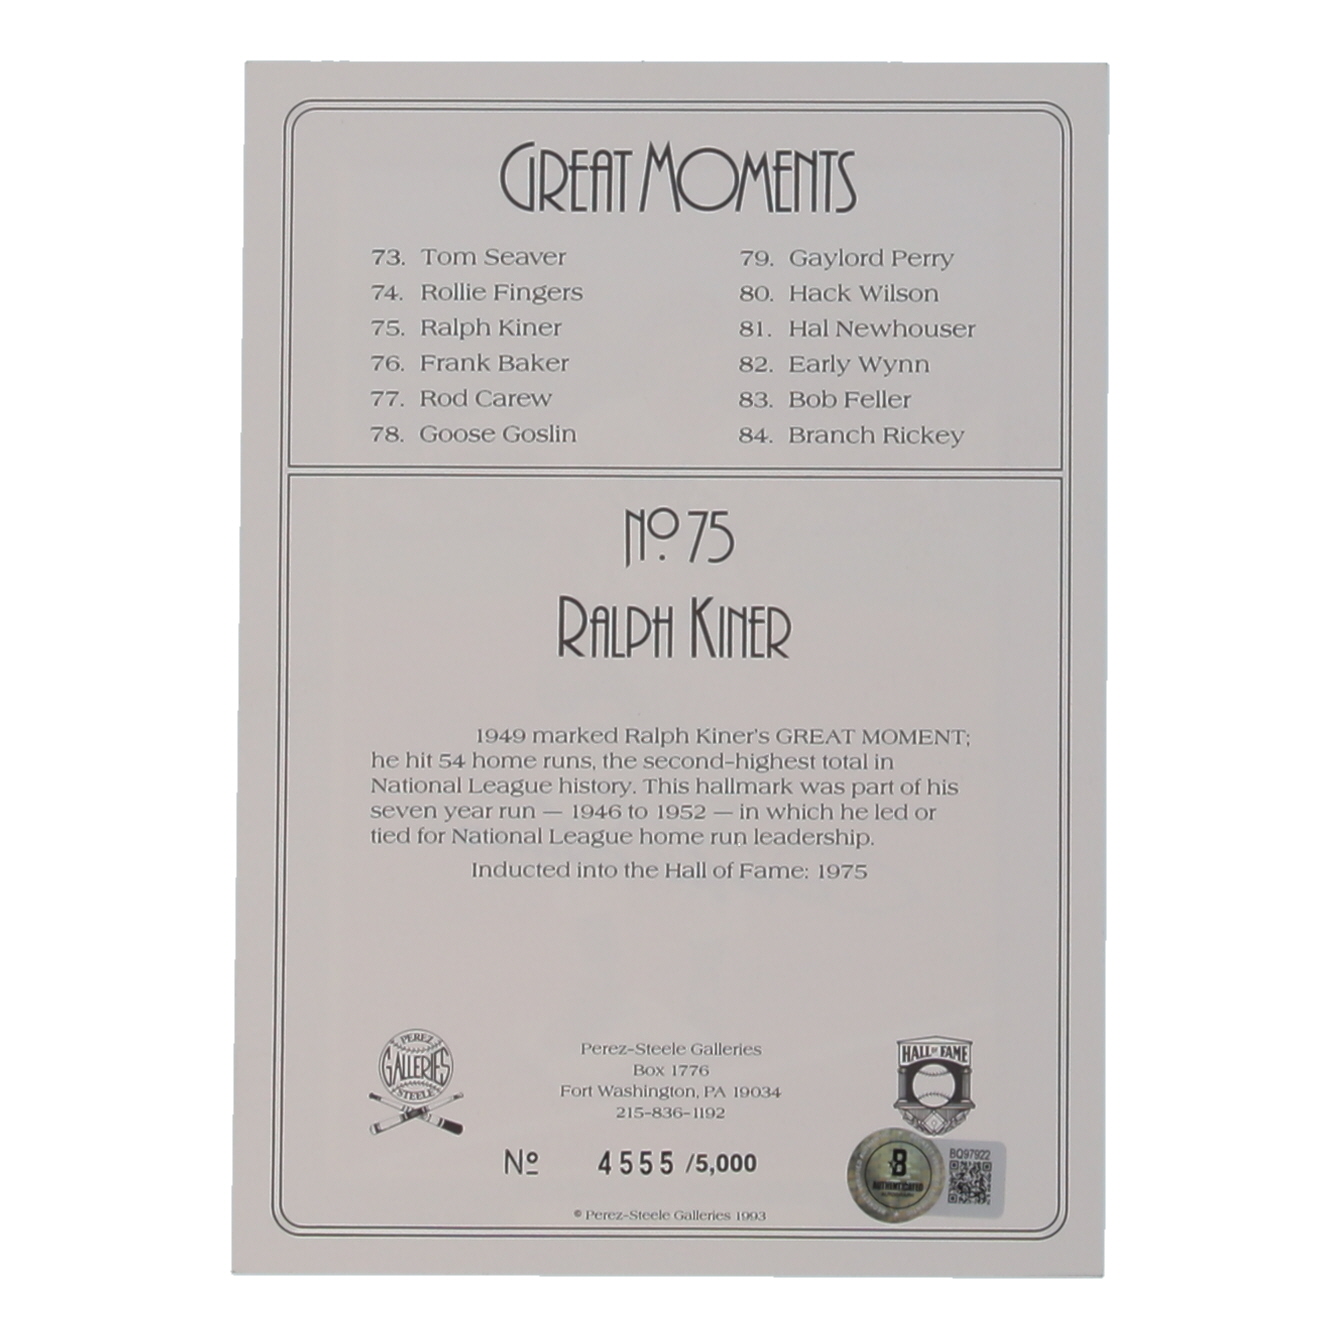 GREAT MOMENTS
73. Tom Seaver
74. Rollie Fingers
75. Ralph Kiner
76. Frank Baker
77. Rod Carew
78. Goose Goslin
79. Gaylord Perry
80. Hack Wilson
81. Hal Newhouser
82. Early Wynn
83. Bob Feller
84. Branch Rickey
Nº 75
RALPH KINER
1949 marked Ralph Kiner's GREAT MOMENT;
he hit 54 home runs, the second-highest total in
National League history. This hallmark was part of his
seven year run — 1946 to 1952 — in which he led or
tied for National League home run leadership.
Inducted into the Hall of Fame: 1975
PEREZ
GALLERIES
STEELE
Perez-Steele Galleries
Box 1776
Fort Washington, PA 19034
215-836-1192
HALL OF FAME
Nº 4555 /5,000
B
AUTHENTICATED
BQ97922
© Perez-Steele Galleries 1993